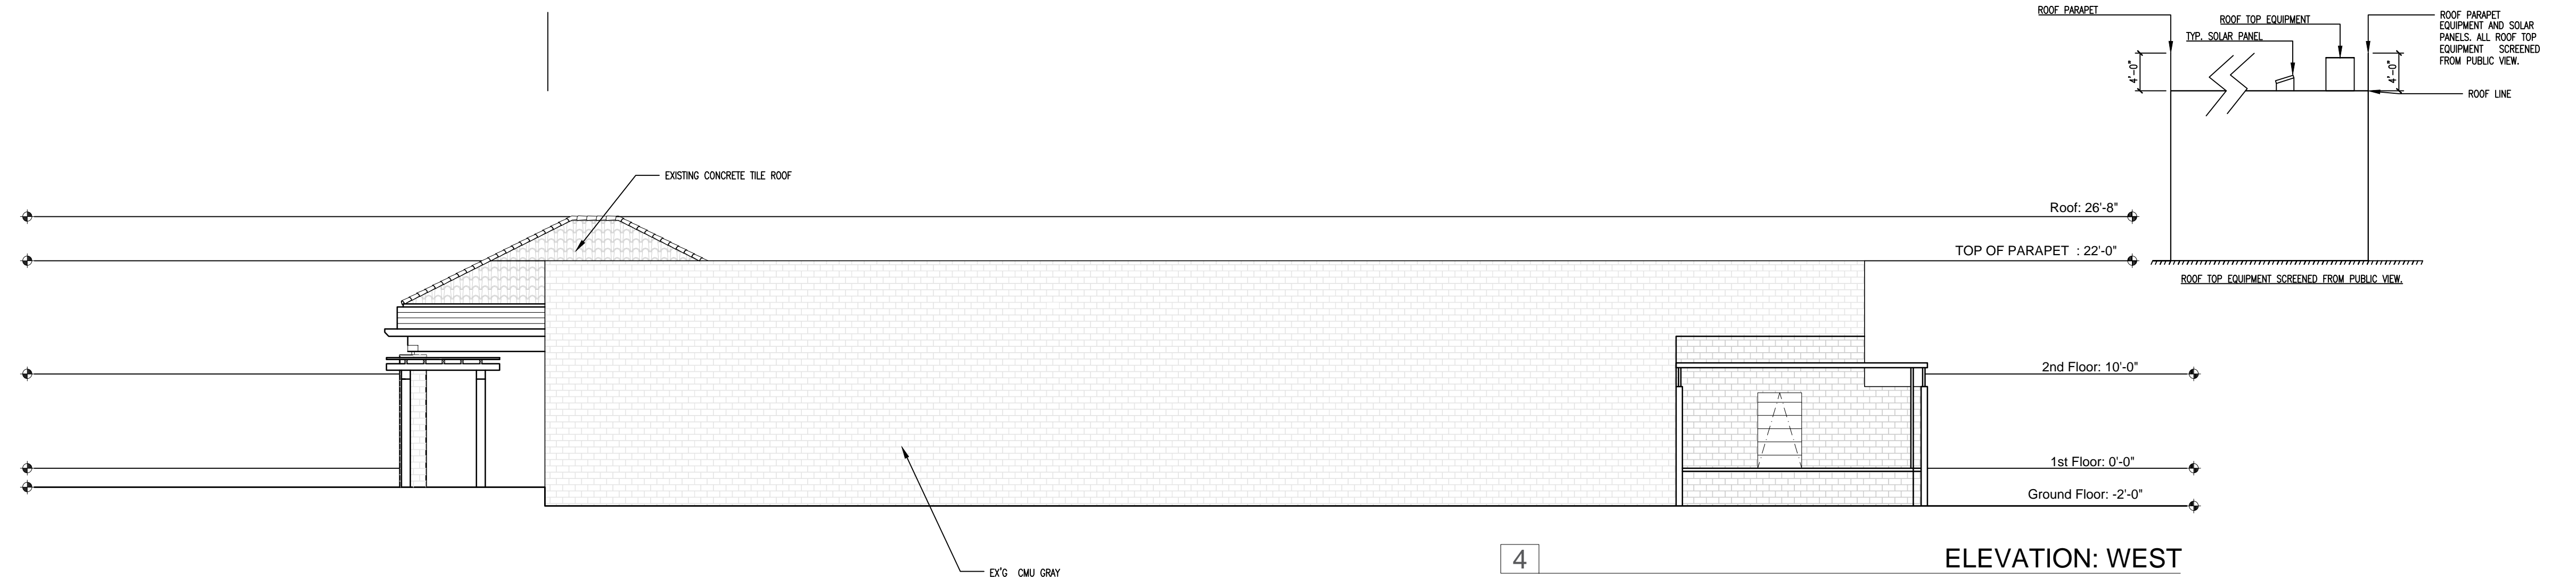 ROOF PARAPET
ROOF TOP EQUIPMENT
TYP. SOLAR PANEL
ROOF PARAPET
EQUIPMENT AND SOLAR
PANELS. ALL ROOF TOP
EQUIPMENT SCREENED
FROM PUBLIC VIEW.
4'-0"
4'-0"
ROOF LINE
EXISTING CONCRETE TILE ROOF
Roof: 26'-8"
TOP OF PARAPET : 22'-0"
ROOF TOP EQUIPMENT SCREENED FROM PUBLIC VIEW.
2nd Floor: 10'-0"
1st Floor: 0'-0"
Ground Floor: -2'-0"
EX'G CMU GRAY
4
ELEVATION: WEST